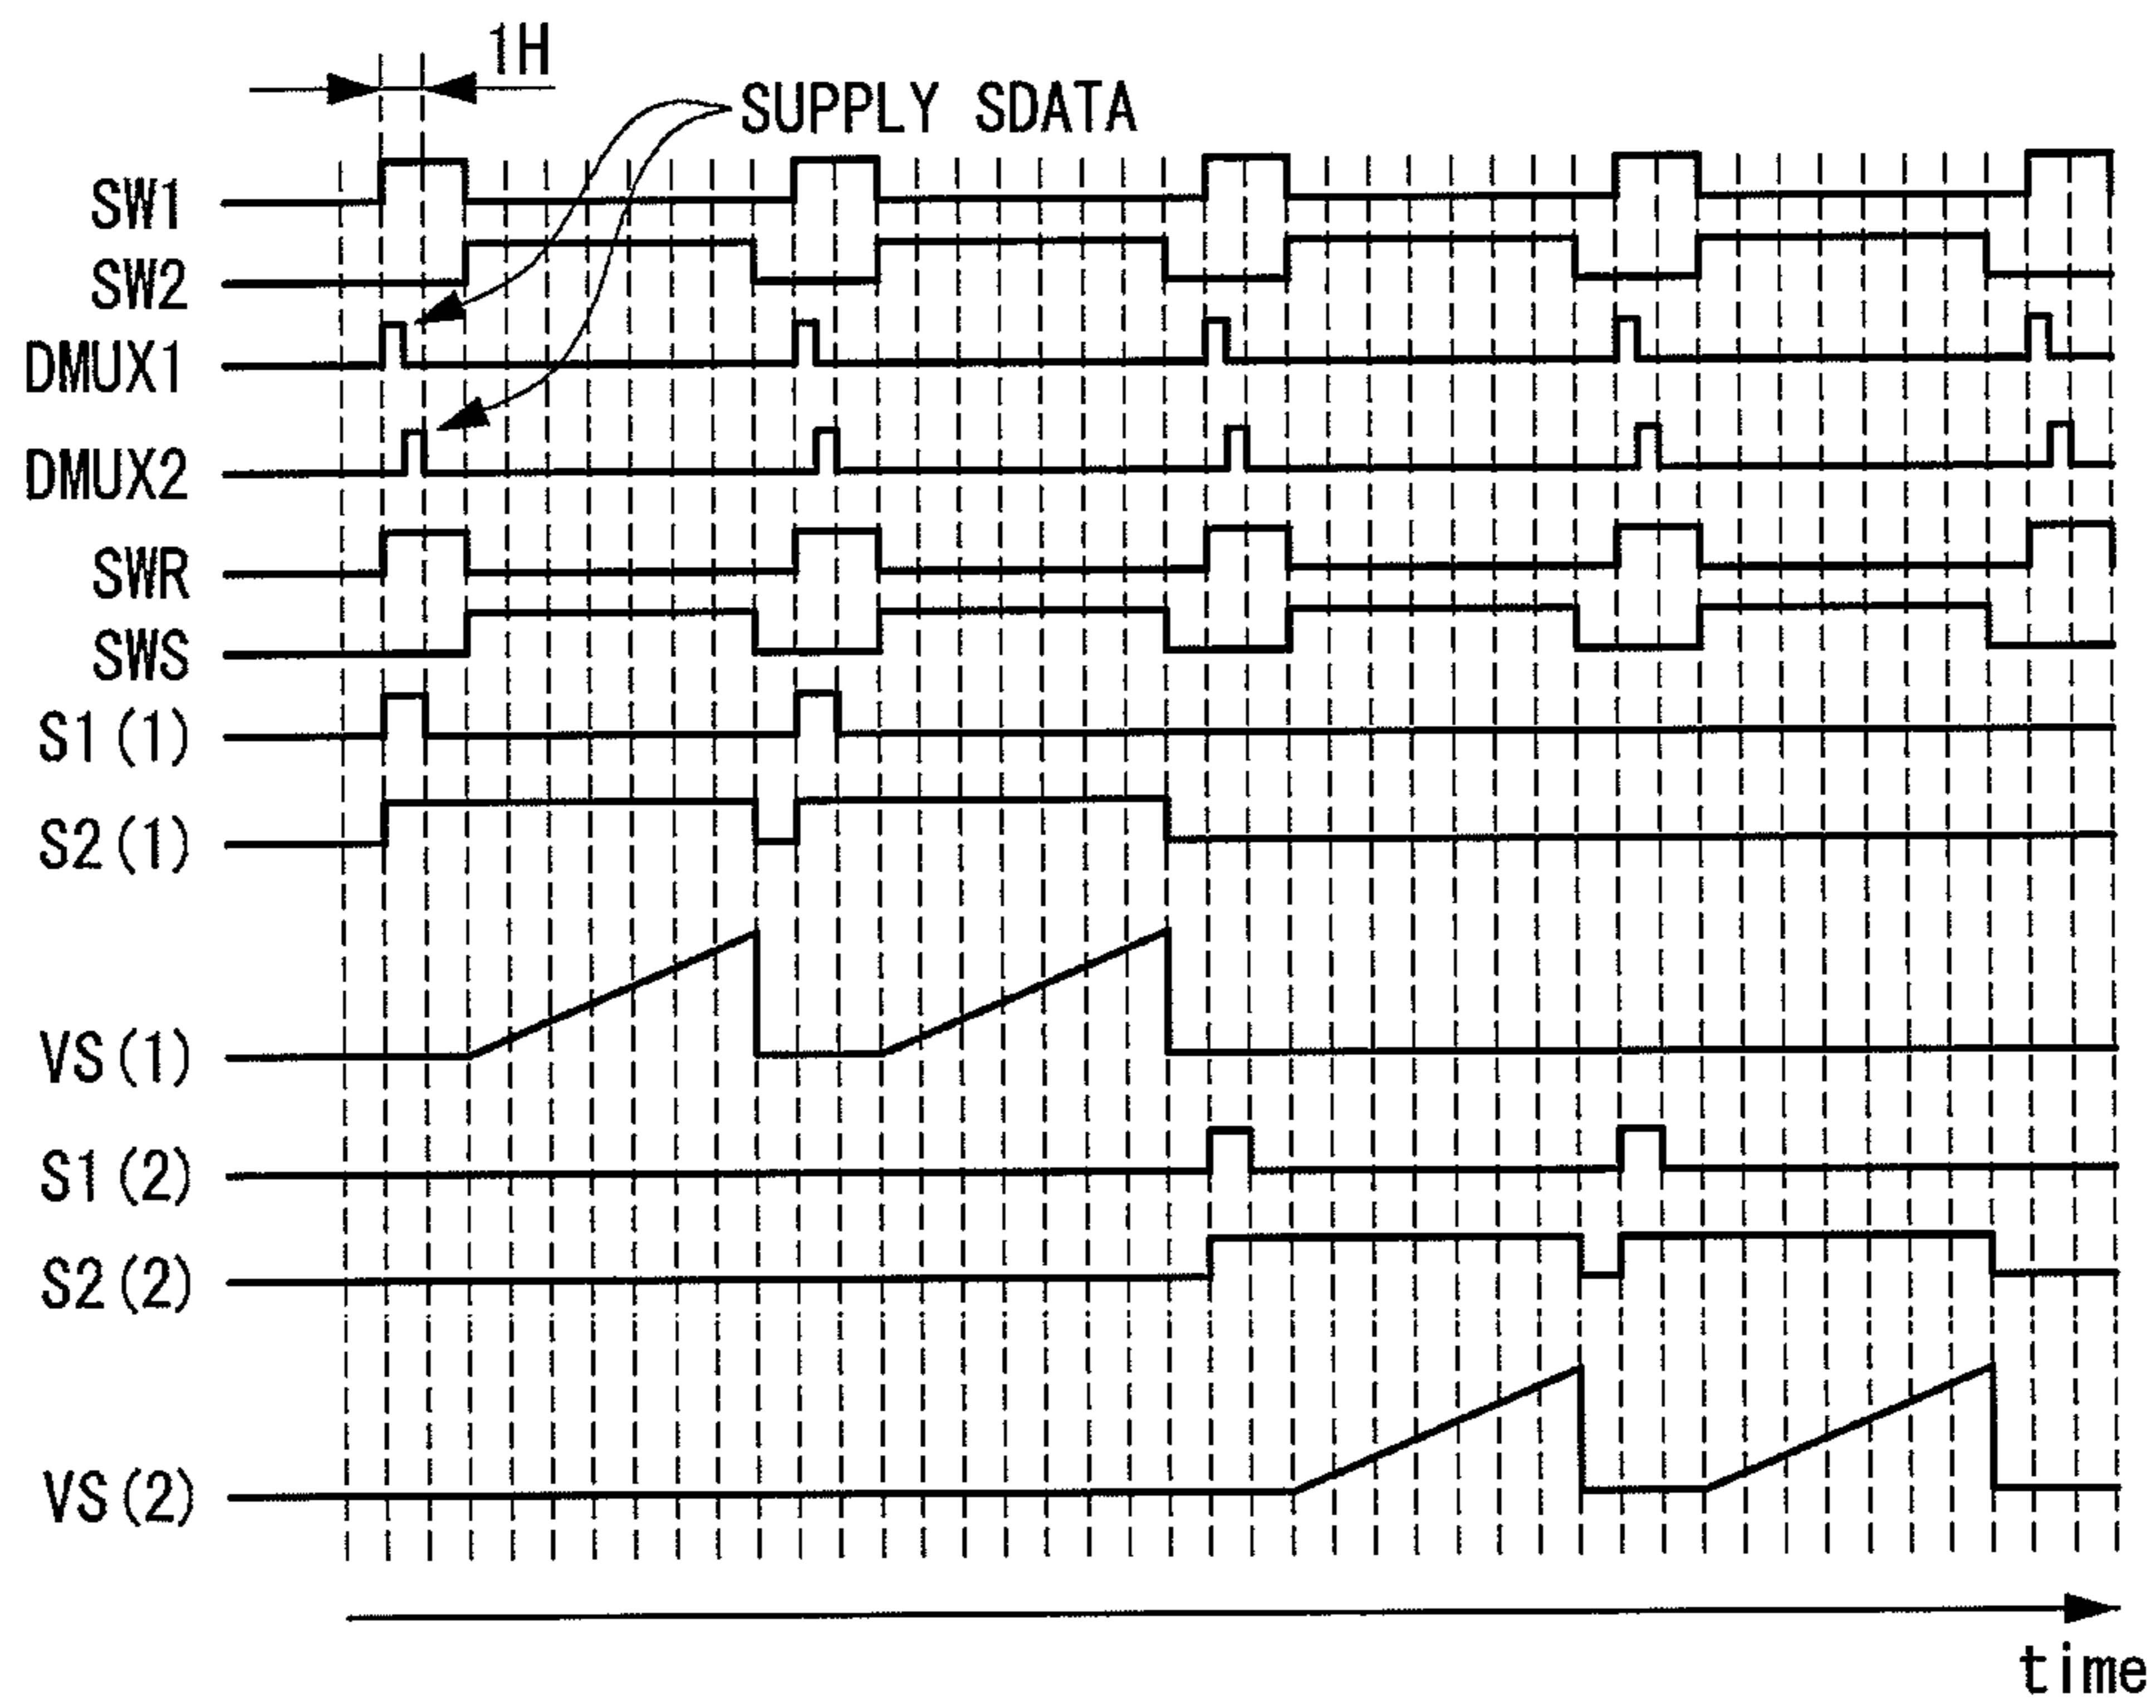 1H
SUPPLY SDATA
SW1
SW2
DMUX1
DMUX2
SWR
SWS
S1(1)
S2(1)
VS(1)
S1(2)
S2(2)
VS(2)
time